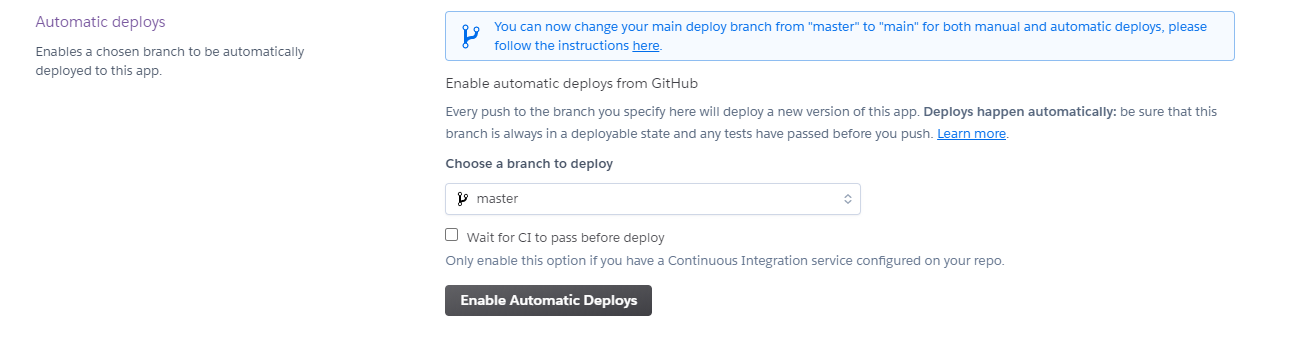 Automatic deploys
Enables a chosen branch to be automatically
deployed to this app.
You can now change your main deploy branch from "master" to "main" for both manual and automatic deploys, please
follow the instructions here.
Enable automatic deploys from GitHub
Every push to the branch you specify here will deploy a new version of this app. Deploys happen automatically: be sure that this
branch is always in a deployable state and any tests have passed before you push. Learn more.
Choose a branch to deploy
master
Wait for CI to pass before deploy
Only enable this option if you have a Continuous Integration service configured on your repo.
Enable Automatic Deploys